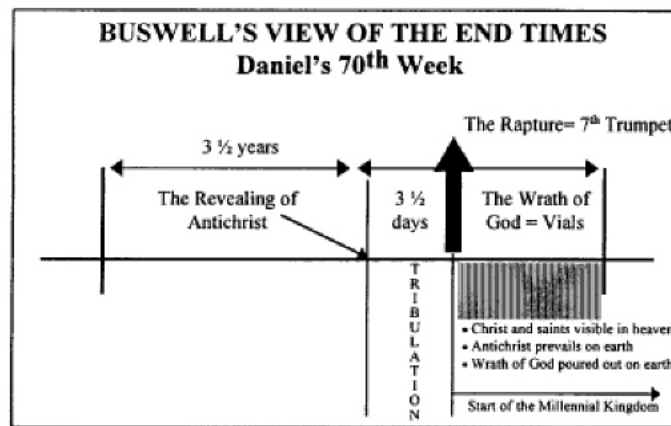 BUSWELL'S VIEW OF THE END TIMES
Daniel's 70th Week
The Rapture= 7th Trumpet
3 ½ years
The Revealing of
Antichrist
3 ½
days
The Wrath of
God = Vials
TRIBULATION
• Christ and saints visible in heaven
• Antichrist prevails on earth
• Wrath of God poured out on earth
Start of the Millennial Kingdom